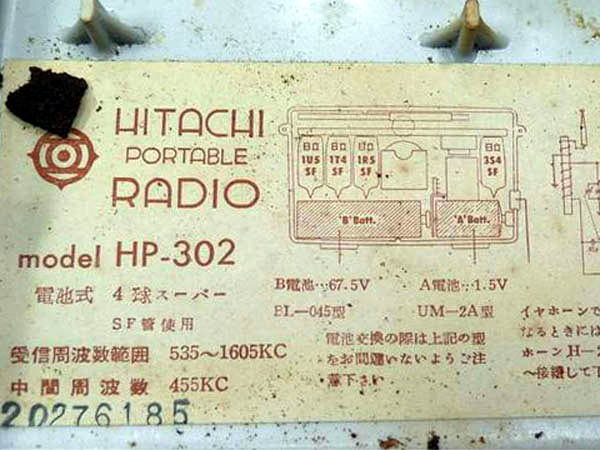 HITACHI
PORTABLE
RADIO
model HP-302
電池式 4球スーパー
SF管使用
受信周波数範囲 535〜1605KC
中間周波数 455KC
20276185
1U5 SF
1T4 SF
1R5 SF
3S4 SF
'B' Batt.
'A' Batt.
B電池…67.5V
BL-045型
A電池…1.5V
UM-2A型
電池交換の際は上記の型
をお間違いないようご注
意下さい
イヤホーンで
なるときには
ホーン H-2
〜接続して下